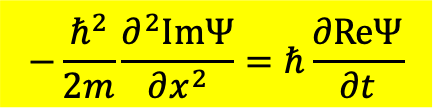 − ħ²/2m ∂²ImΨ/∂x² = ħ ∂ReΨ/∂t